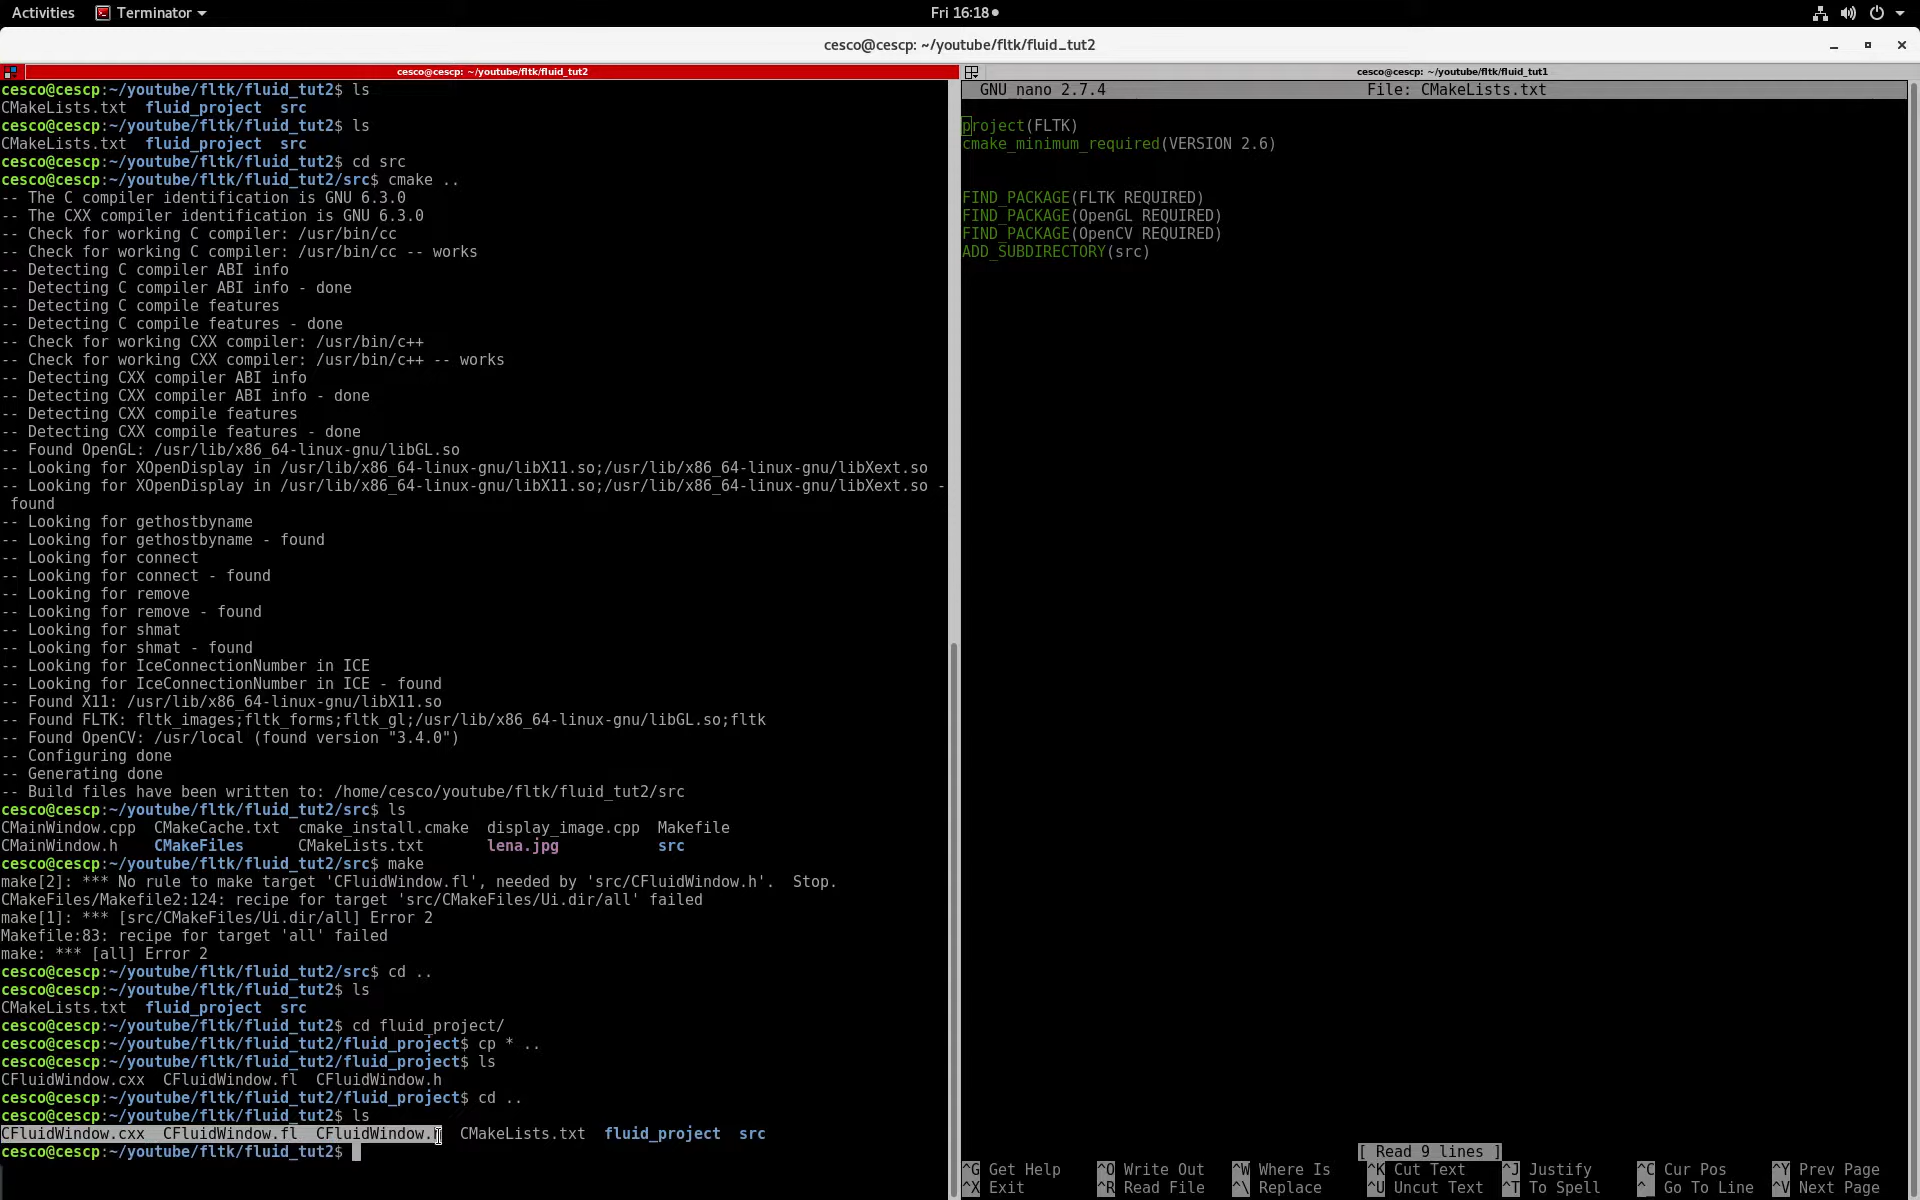 Activities Terminator Fri 16:18
cesco@cescp: ~/youtube/fltk/fluid_tut2
cesco@cescp: ~/youtube/fltk/fluid_tut2
cesco@cescp:~/youtube/fltk/fluid_tut2$ ls
CMakeLists.txt  fluid_project  src
cesco@cescp:~/youtube/fltk/fluid_tut2$ ls
CMakeLists.txt  fluid_project  src
cesco@cescp:~/youtube/fltk/fluid_tut2$ cd src
cesco@cescp:~/youtube/fltk/fluid_tut2/src$ cmake ..
-- The C compiler identification is GNU 6.3.0
-- The CXX compiler identification is GNU 6.3.0
-- Check for working C compiler: /usr/bin/cc
-- Check for working C compiler: /usr/bin/cc -- works
-- Detecting C compiler ABI info
-- Detecting C compiler ABI info - done
-- Detecting C compile features
-- Detecting C compile features - done
-- Check for working CXX compiler: /usr/bin/c++
-- Check for working CXX compiler: /usr/bin/c++ -- works
-- Detecting CXX compiler ABI info
-- Detecting CXX compiler ABI info - done
-- Detecting CXX compile features
-- Detecting CXX compile features - done
-- Found OpenGL: /usr/lib/x86_64-linux-gnu/libGL.so
-- Looking for XOpenDisplay in /usr/lib/x86_64-linux-gnu/libX11.so;/usr/lib/x86_64-linux-gnu/libXext.so
-- Looking for XOpenDisplay in /usr/lib/x86_64-linux-gnu/libX11.so;/usr/lib/x86_64-linux-gnu/libXext.so -
found
-- Looking for gethostbyname
-- Looking for gethostbyname - found
-- Looking for connect
-- Looking for connect - found
-- Looking for remove
-- Looking for remove - found
-- Looking for shmat
-- Looking for shmat - found
-- Looking for IceConnectionNumber in ICE
-- Looking for IceConnectionNumber in ICE - found
-- Found X11: /usr/lib/x86_64-linux-gnu/libX11.so
-- Found FLTK: fltk_images;fltk_forms;fltk_gl;/usr/lib/x86_64-linux-gnu/libGL.so;fltk
-- Found OpenCV: /usr/local (found version "3.4.0")
-- Configuring done
-- Generating done
-- Build files have been written to: /home/cesco/youtube/fltk/fluid_tut2/src
cesco@cescp:~/youtube/fltk/fluid_tut2/src$ ls
CMainWindow.cpp  CMakeCache.txt  cmake_install.cmake  display_image.cpp  Makefile
CMainWindow.h  CMakeFiles  CMakeLists.txt  lena.jpg  src
cesco@cescp:~/youtube/fltk/fluid_tut2/src$ make
make[2]: *** No rule to make target 'CFluidWindow.fl', needed by 'src/CFluidWindow.h'.  Stop.
CMakeFiles/Makefile2:124: recipe for target 'src/CMakeFiles/Ui.dir/all' failed
make[1]: *** [src/CMakeFiles/Ui.dir/all] Error 2
Makefile:83: recipe for target 'all' failed
make: *** [all] Error 2
cesco@cescp:~/youtube/fltk/fluid_tut2/src$ cd ..
cesco@cescp:~/youtube/fltk/fluid_tut2$ ls
CMakeLists.txt  fluid_project  src
cesco@cescp:~/youtube/fltk/fluid_tut2$ cd fluid_project/
cesco@cescp:~/youtube/fltk/fluid_tut2/fluid_project$ cp * ..
cesco@cescp:~/youtube/fltk/fluid_tut2/fluid_project$ ls
CFluidWindow.cxx  CFluidWindow.fl  CFluidWindow.h
cesco@cescp:~/youtube/fltk/fluid_tut2/fluid_project$ cd ..
cesco@cescp:~/youtube/fltk/fluid_tut2$ ls
CFluidWindow.cxx  CFluidWindow.fl  CFluidWindow.  CMakeLists.txt  fluid_project  src
cesco@cescp:~/youtube/fltk/fluid_tut2$
cesco@cescp: ~/youtube/fltk/fluid_tut1
GNU nano 2.7.4 File: CMakeLists.txt
project(FLTK)
cmake_minimum_required(VERSION 2.6)
FIND_PACKAGE(FLTK REQUIRED)
FIND_PACKAGE(OpenGL REQUIRED)
FIND_PACKAGE(OpenCV REQUIRED)
ADD_SUBDIRECTORY(src)
[ Read 9 lines ]
^G Get Help ^O Write Out ^W Where Is ^K Cut Text ^J Justify ^C Cur Pos ^Y Prev Page
^X Exit ^R Read File ^\ Replace ^U Uncut Text ^T To Spell ^_ Go To Line ^V Next Page